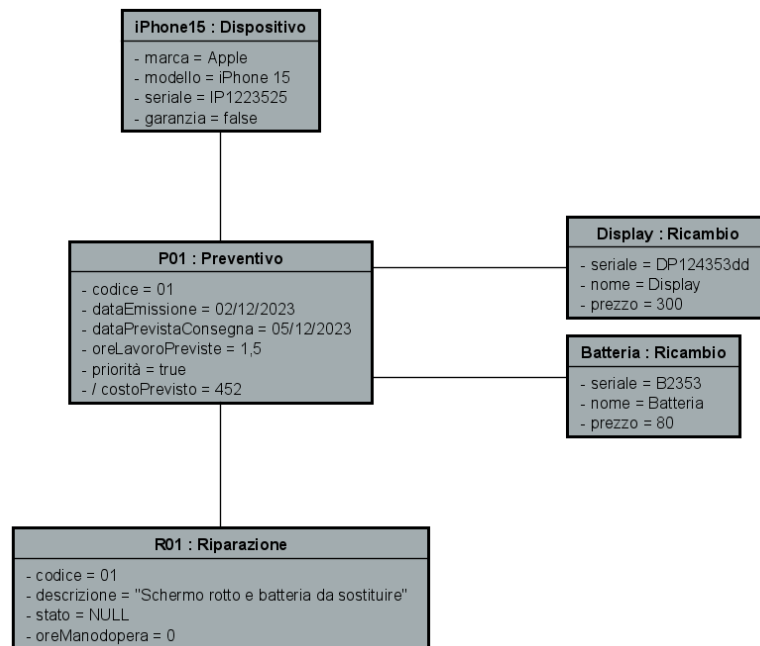 iPhone15 : Dispositivo
- marca = Apple
- modello = iPhone 15
- seriale = IP1223525
- garanzia = false
P01 : Preventivo
- codice = 01
- dataEmissione = 02/12/2023
- dataPrevistaConsegna = 05/12/2023
- oreLavoroPreviste = 1,5
- priorità = true
- / costoPrevisto = 452
Display : Ricambio
- seriale = DP124353dd
- nome = Display
- prezzo = 300
Batteria : Ricambio
- seriale = B2353
- nome = Batteria
- prezzo = 80
R01 : Riparazione
- codice = 01
- descrizione = "Schermo rotto e batteria da sostituire"
- stato = NULL
- oreManodopera = 0